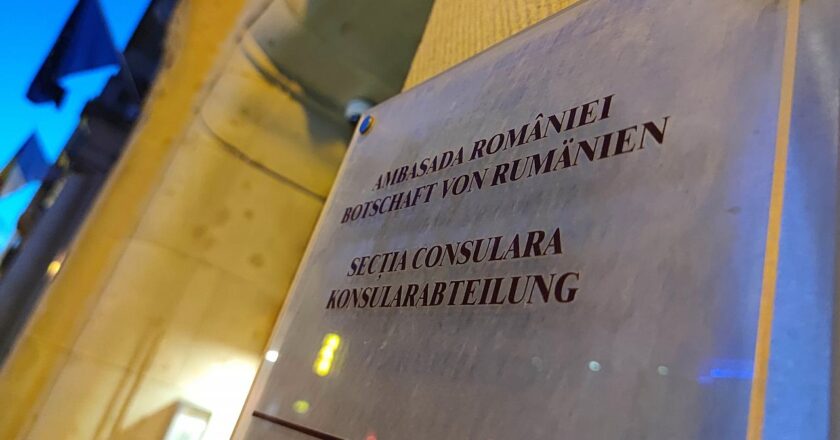 AMBASADA ROMÂNIEI
BOTSCHAFT VON RUMÄNIEN
SECȚIA CONSULARA
KONSULARABTEILUNG